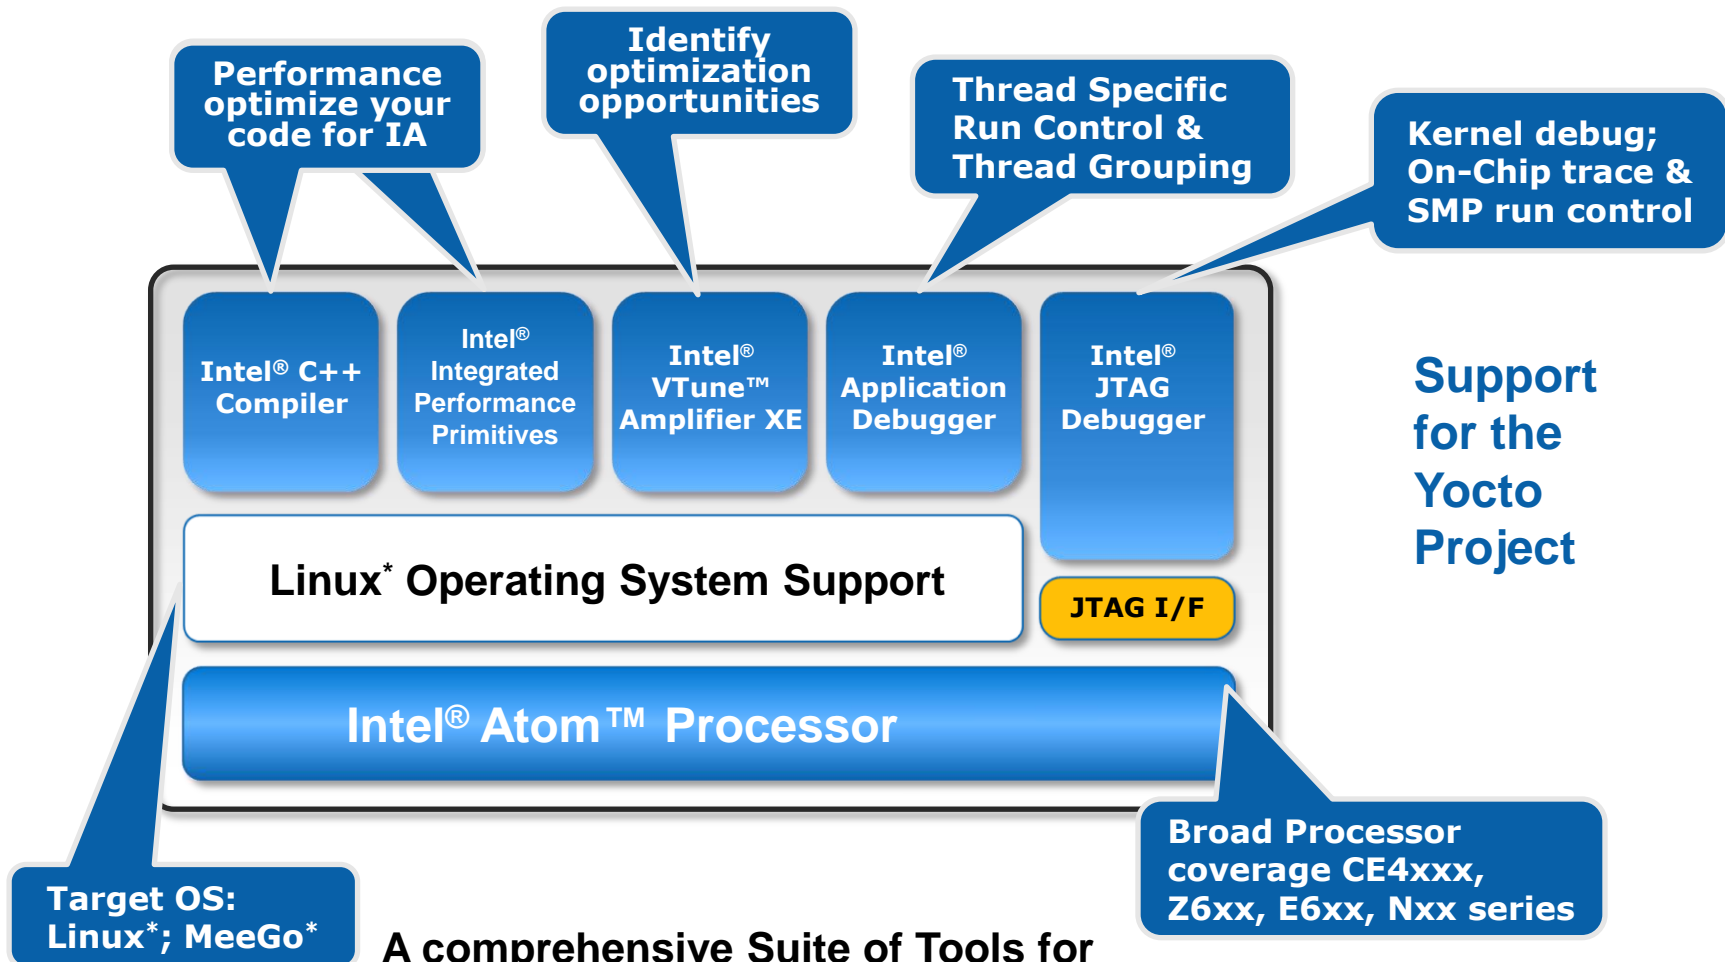 Performance
optimize your
code for IA
Identify
optimization
opportunities
Thread Specific
Run Control &
Thread Grouping
Kernel debug;
On-Chip trace &
SMP run control
Intel® C++
Compiler
Intel®
Integrated
Performance
Primitives
Intel®
VTune™
Amplifier XE
Intel®
Application
Debugger
Intel®
JTAG
Debugger
Support
for the
Yocto
Project
Linux* Operating System Support
JTAG I/F
Intel® Atom™ Processor
Broad Processor
coverage CE4xxx,
Z6xx, E6xx, Nxx series
Target OS:
Linux*; MeeGo*
A comprehensive Suite of Tools for